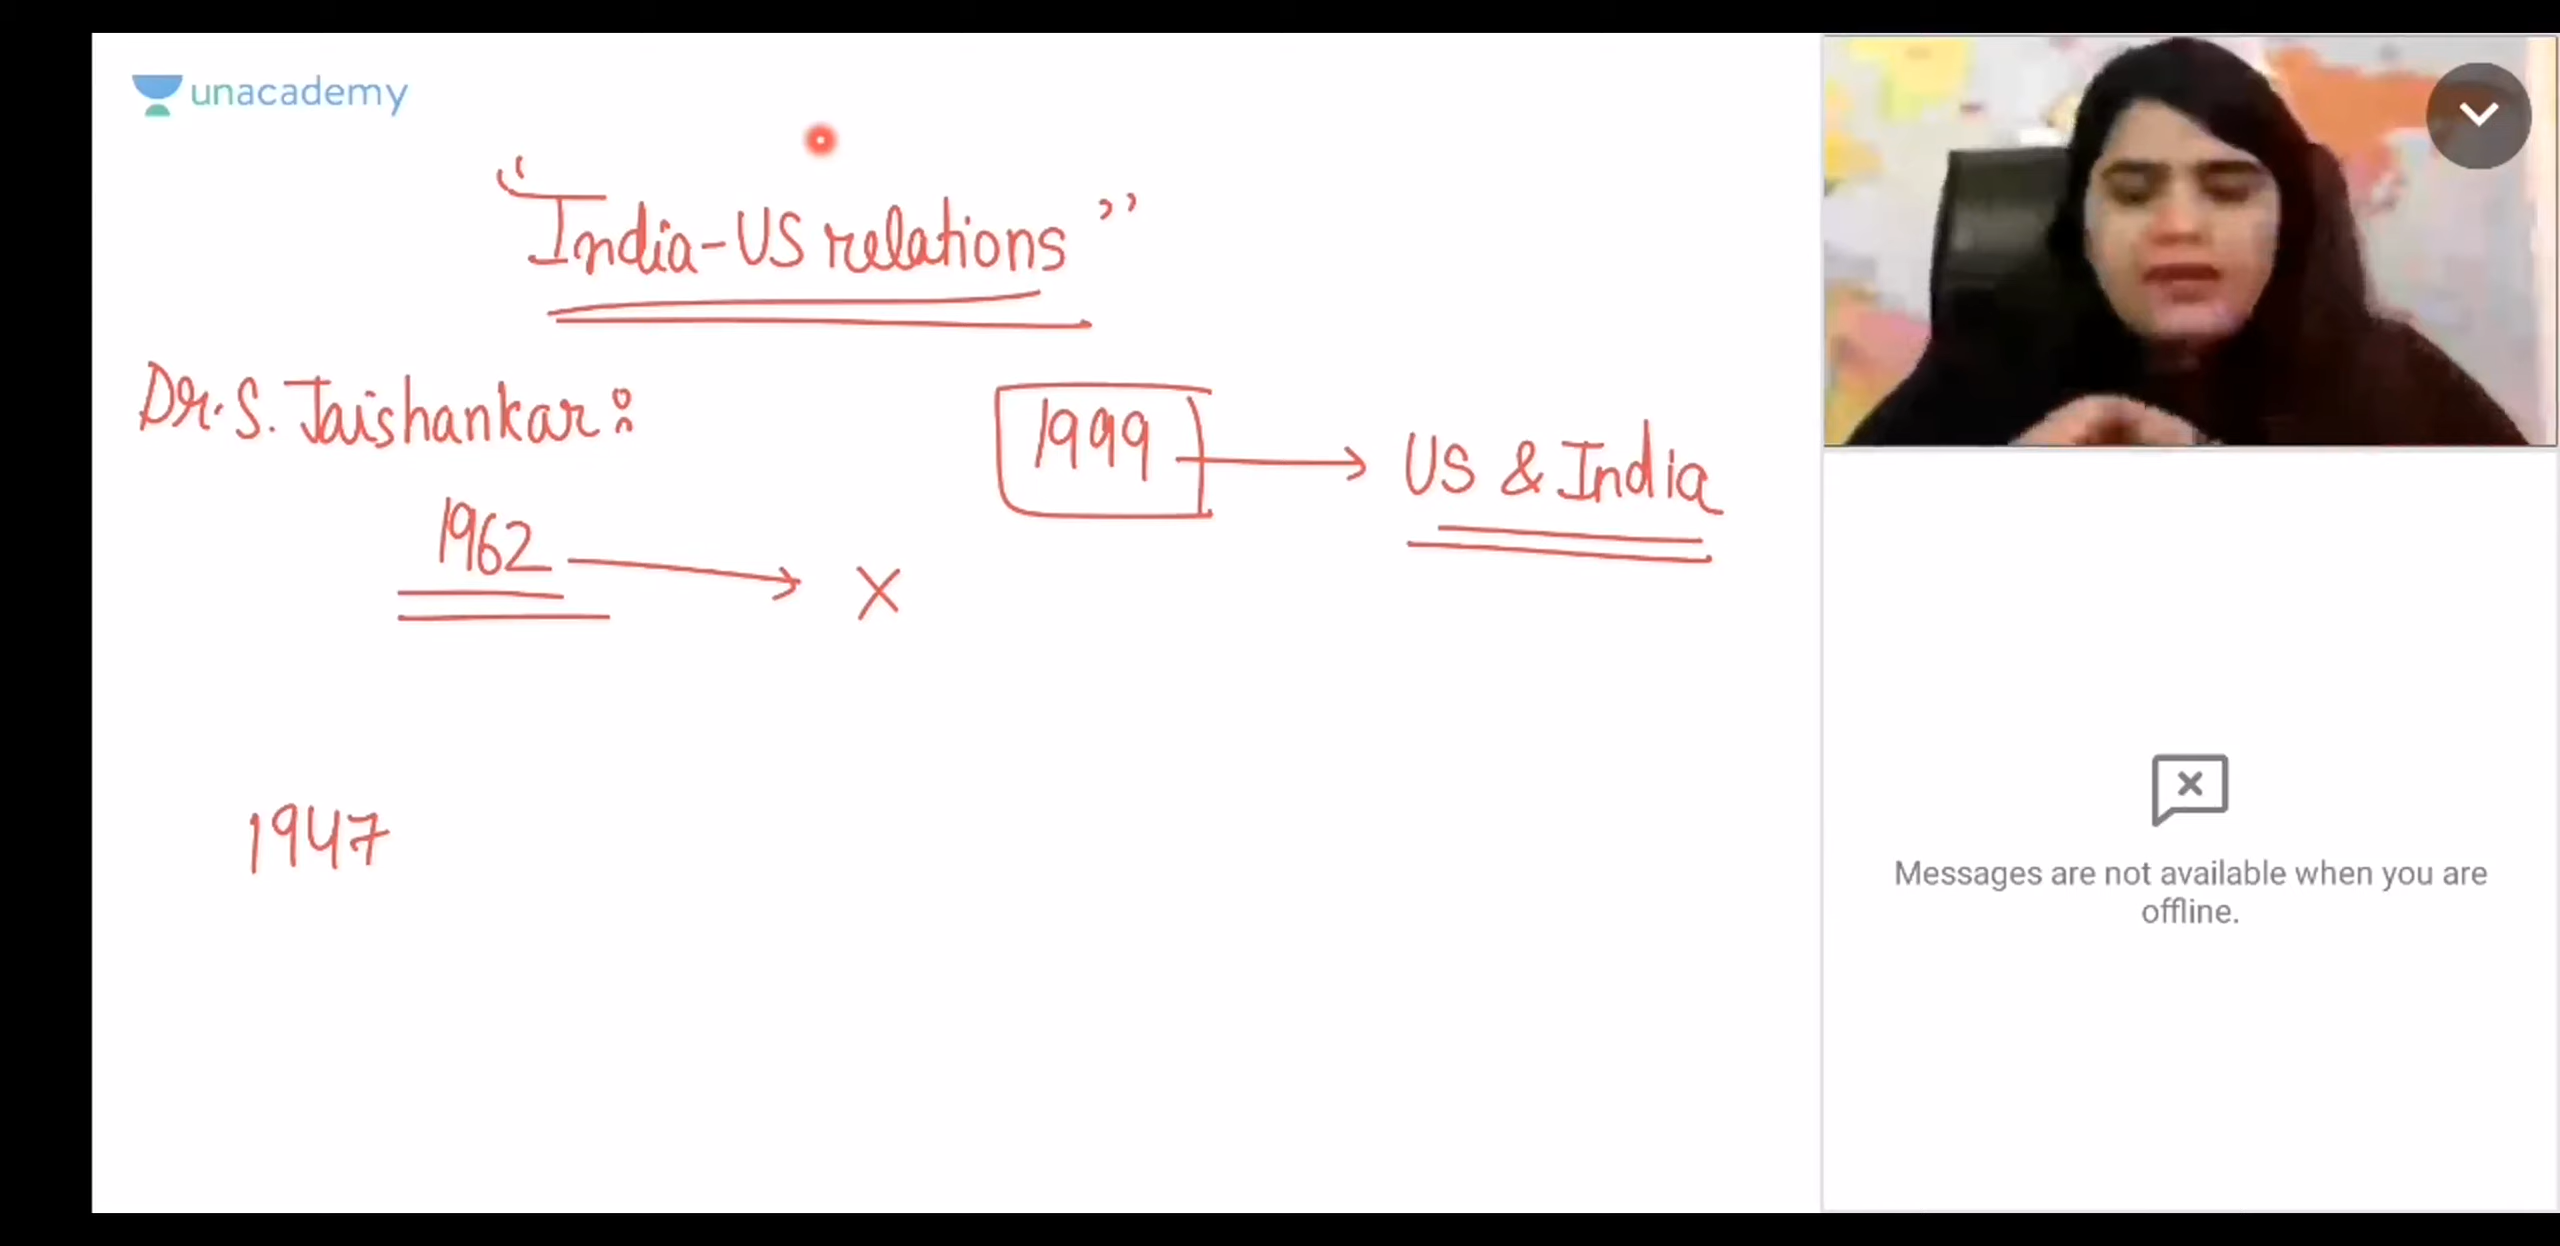 unacademy
"India-US relations"
Dr. S. Jaishankar:
1999 → US & India
1962 → X
1947
Messages are not available when you are
offline.